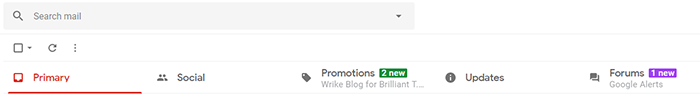 Search mail
Primary
Social
Promotions 2 new
Wrike Blog for Brilliant T...
Updates
Forums 1 new
Google Alerts